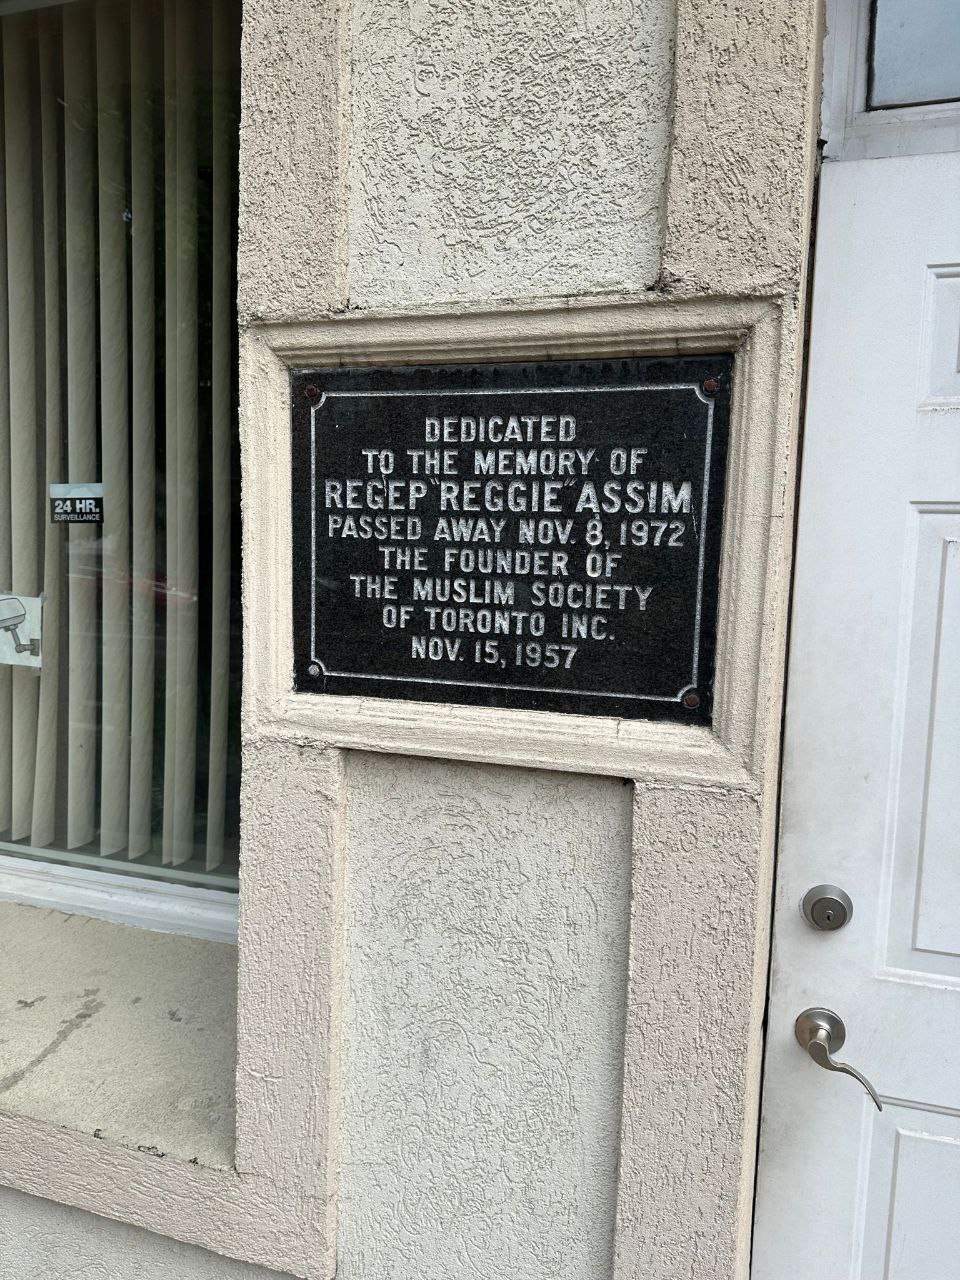 DEDICATED
TO THE MEMORY OF
REGEP "REGGIE" ASSIM
PASSED AWAY NOV. 8, 1972
THE FOUNDER OF
THE MUSLIM SOCIETY
OF TORONTO INC.
NOV. 15, 1957
24 HR.
SURVEILLANCE